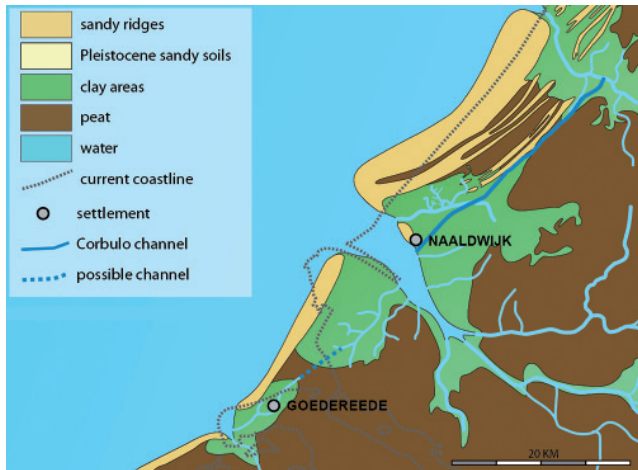 sandy ridges
Pleistocene sandy soils
clay areas
peat
water
current coastline
settlement
Corbulo channel
possible channel
NAALDWIJK
GOEDEREEDE
20 KM